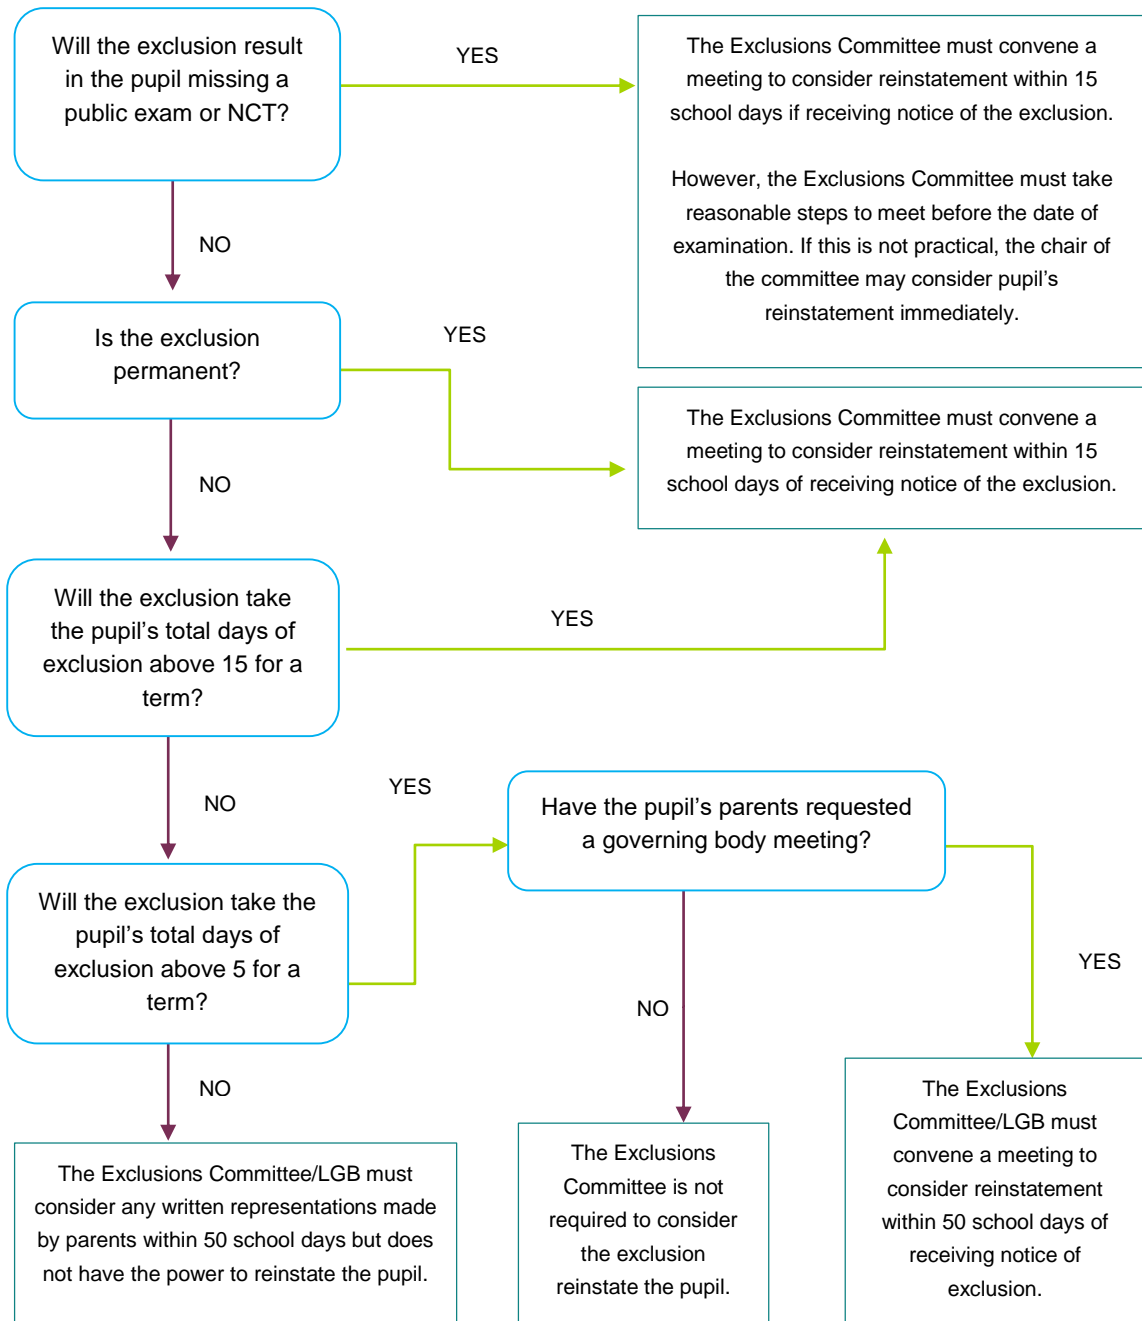 Will the exclusion result
in the pupil missing a
public exam or NCT?
YES
The Exclusions Committee must convene a
meeting to consider reinstatement within 15
school days if receiving notice of the exclusion.
However, the Exclusions Committee must take
reasonable steps to meet before the date of
examination. If this is not practical, the chair of
the committee may consider pupil’s
reinstatement immediately.
NO
Is the exclusion
permanent?
YES
The Exclusions Committee must convene a
meeting to consider reinstatement within 15
school days of receiving notice of the exclusion.
NO
Will the exclusion take
the pupil’s total days of
exclusion above 15 for a
term?
YES
NO
Will the exclusion take the
pupil’s total days of
exclusion above 5 for a
term?
YES
Have the pupil’s parents requested
a governing body meeting?
NO
YES
NO
The Exclusions Committee/LGB must
consider any written representations made
by parents within 50 school days but does
not have the power to reinstate the pupil.
The Exclusions
Committee is not
required to consider
the exclusion
reinstate the pupil.
The Exclusions
Committee/LGB must
convene a meeting to
consider reinstatement
within 50 school days of
receiving notice of
exclusion.